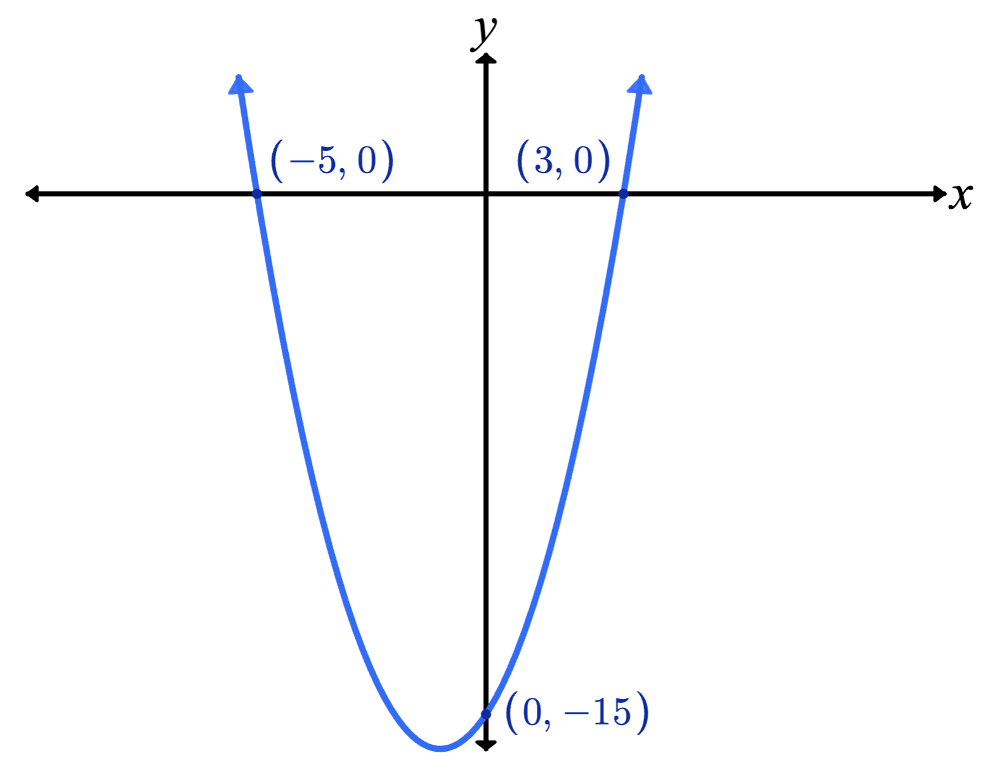 y
(−5, 0)
(3, 0)
x
(0, −15)